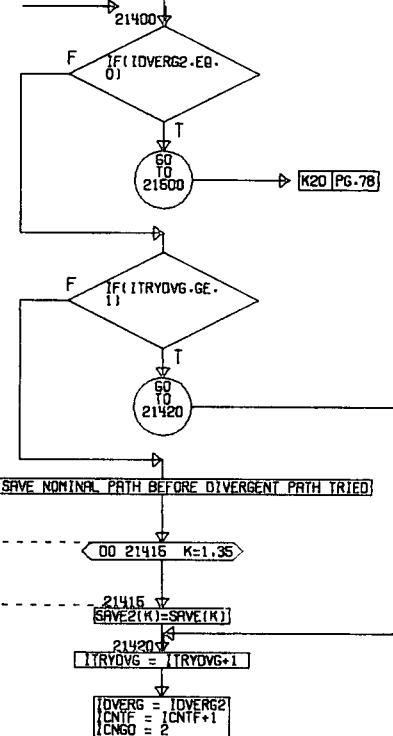 21400
F
IF(IDVERG2.EQ.
0)
T
GO
TO
21600
K20 PG.78
F
IF(ITRYDVG.GE.
1)
T
GO
TO
21420
SAVE NOMINAL PATH BEFORE DIVERGENT PATH TRIED
DO 21415 K=1,35
21415
SAVE2(K)=SAVE(K)
21420
ITRYDVG = ITRYDVG+1
IDVERG = IDVERG2
ICNTF = ICNTF+1
ICNGO = 2